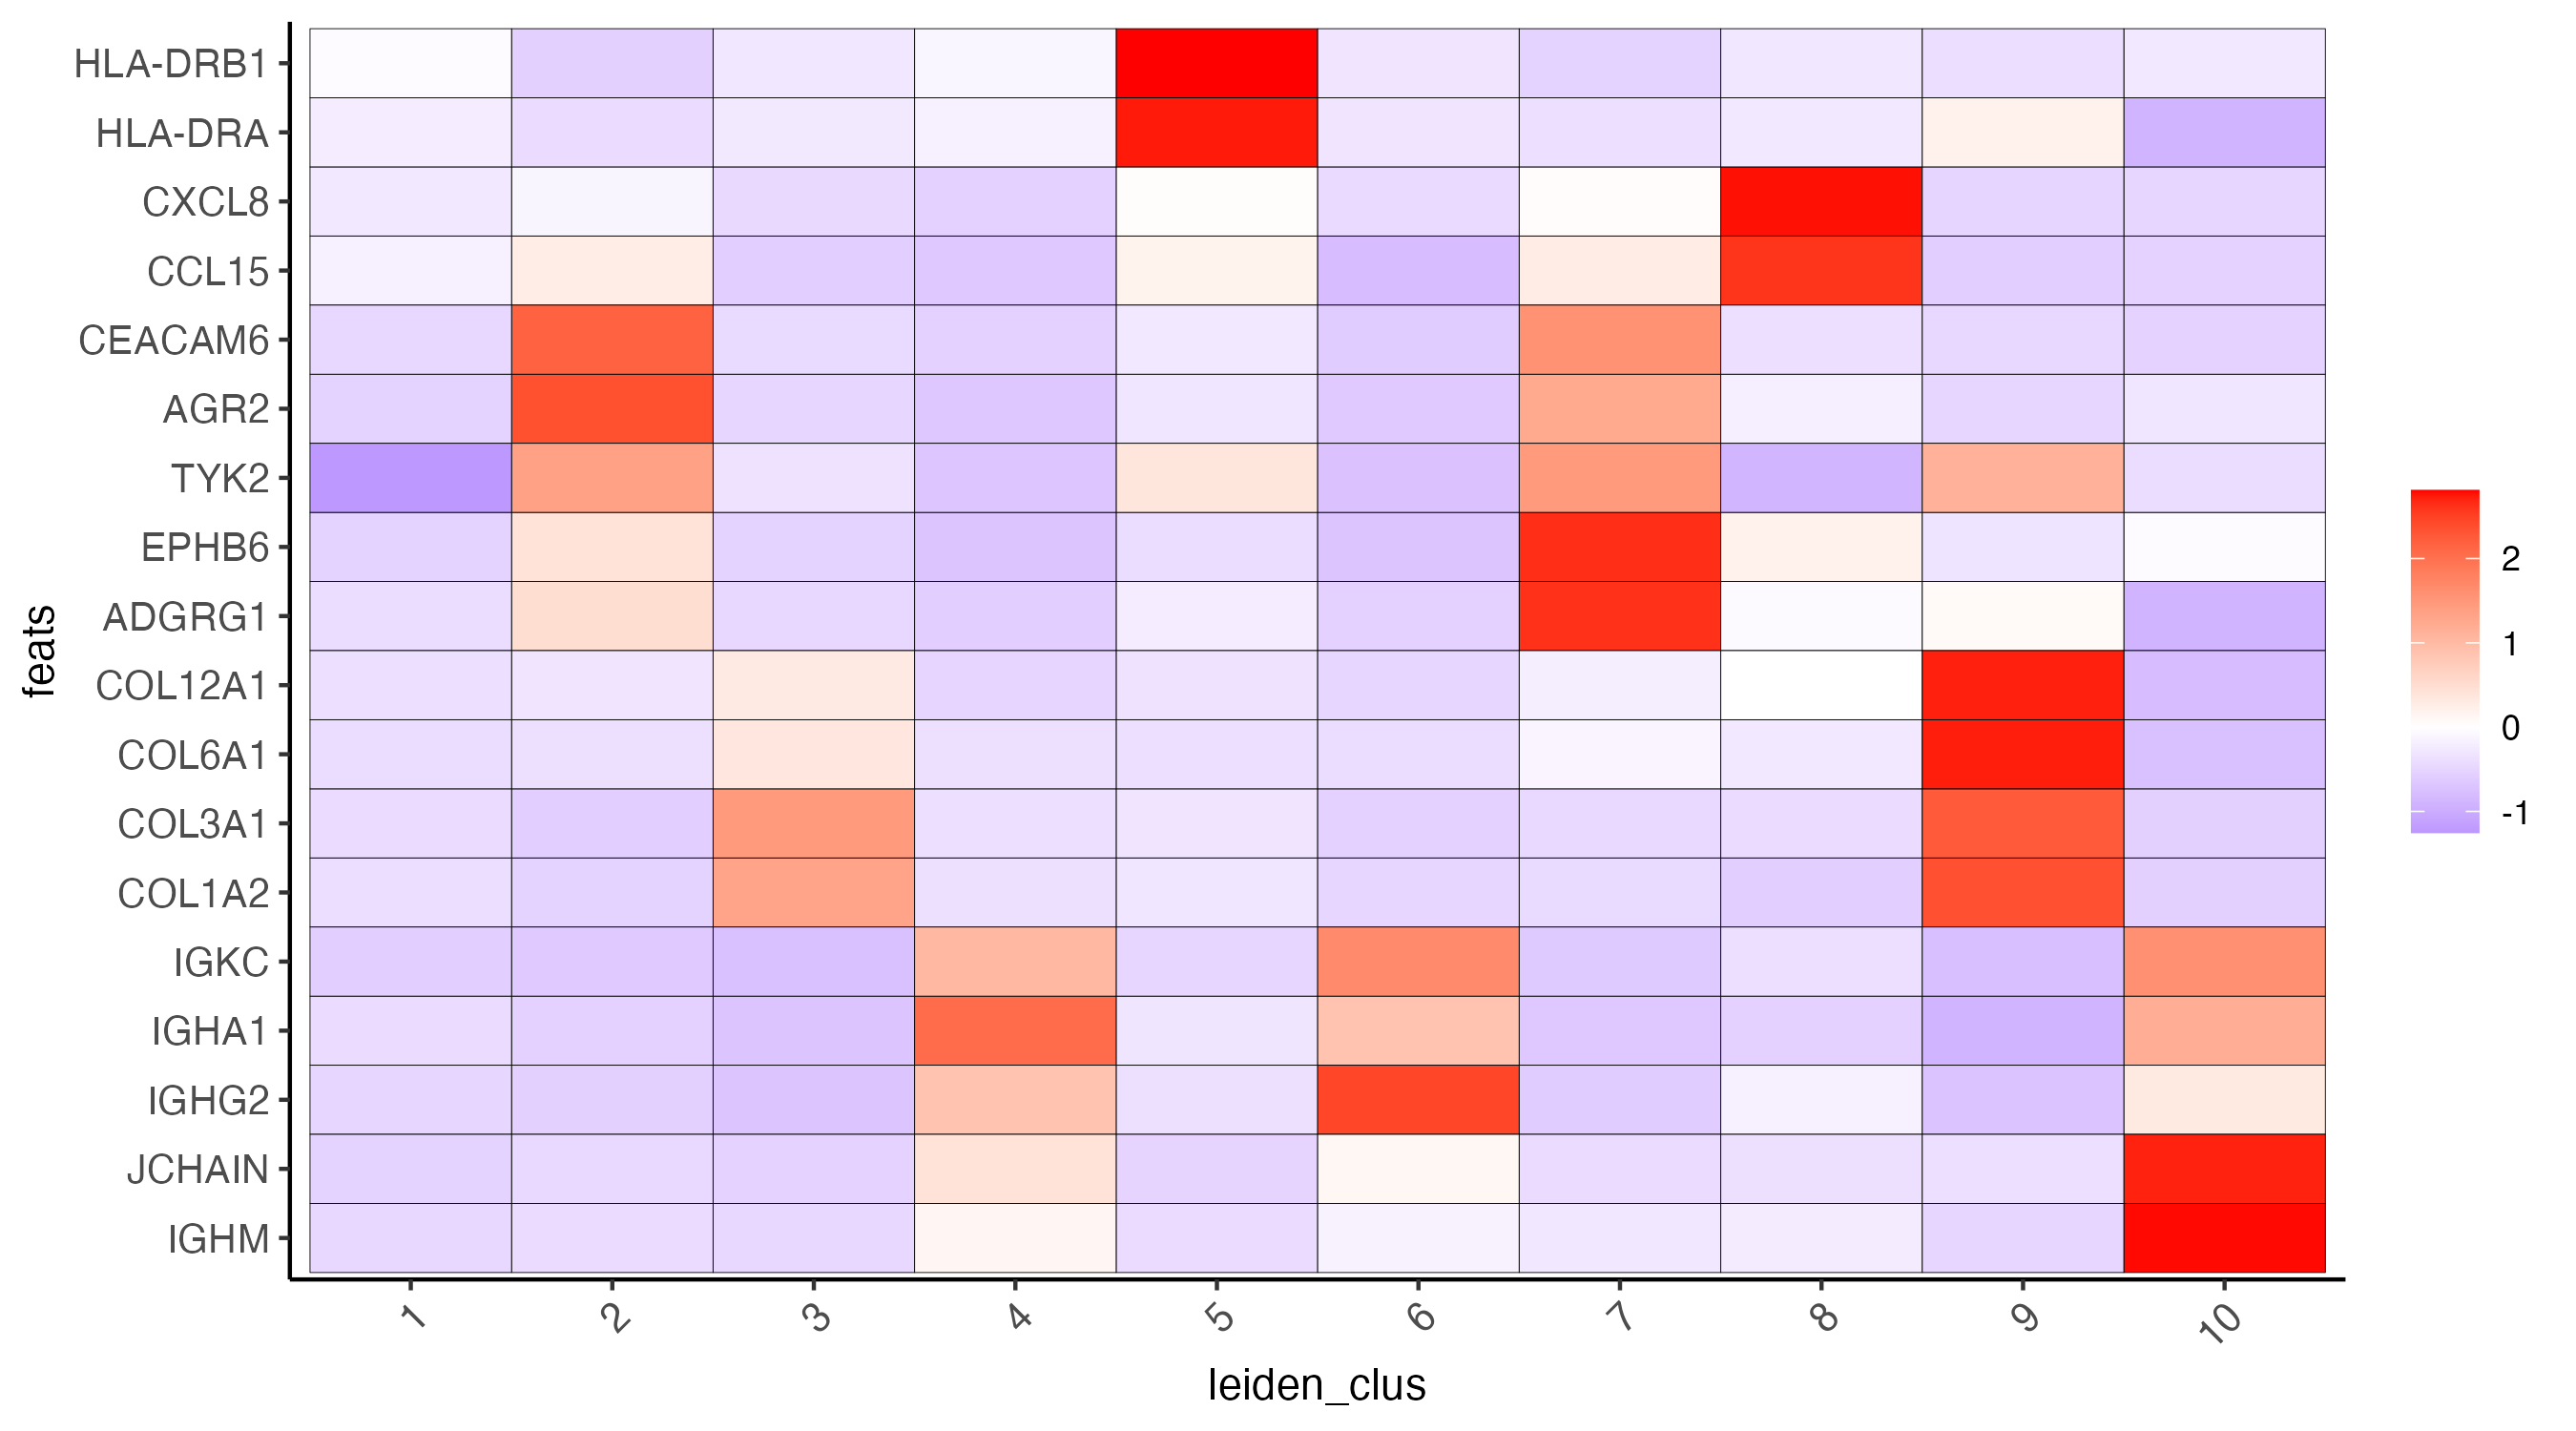 HLA-DRB1
HLA-DRA
CXCL8
CCL15
CEACAM6
AGR2
TYK2
EPHB6
ADGRG1
COL12A1
COL6A1
COL3A1
COL1A2
IGKC
IGHA1
IGHG2
JCHAIN
IGHM
feats
1 2 3 4 5 6 7 8 9 10
leiden_clus
2
1
0
-1